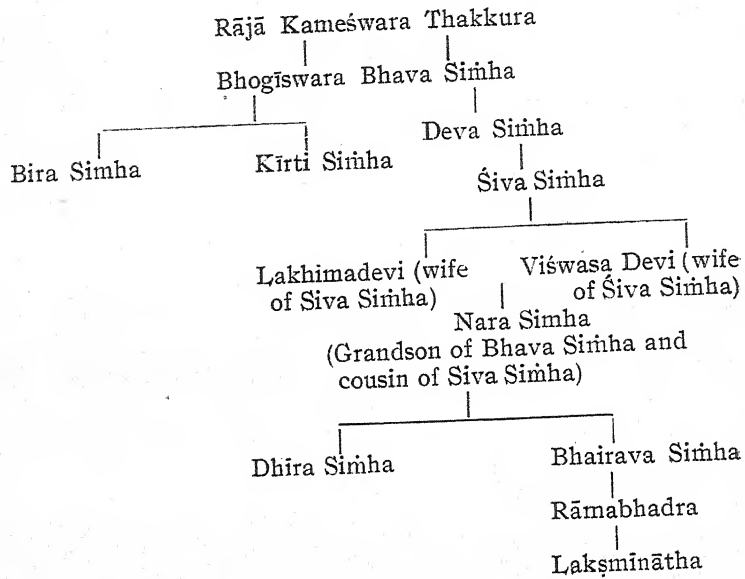 Rājā Kameśwara Thakkura
Bhogīswara Bhava Siṁha
Deva Siṁha
Bira Simha
Kīrti Siṁha
Śiva Siṁha
Lakhimadevi (wife of Siva Siṁha)
Viśwasa Devi (wife of Śiva Siṁha)
Nara Simha
(Grandson of Bhava Siṁha and
cousin of Siva Siṁha)
Dhīra Siṁha
Bhairava Siṁha
Rāmabhadra
Lakṣmīnātha